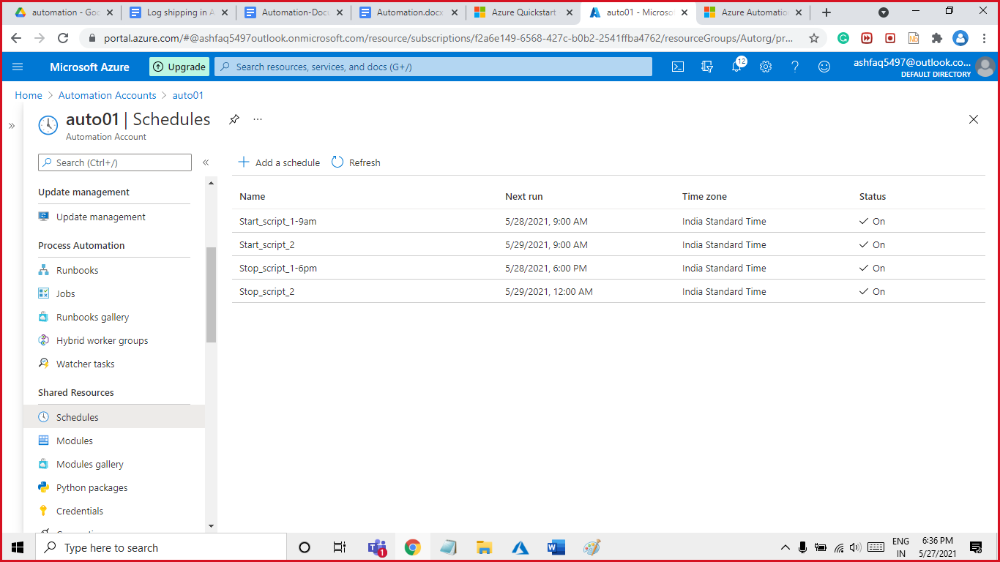 automation - Goo
Log shipping in A
Automation-Docu
Automation.docx
Azure Quickstart
auto01 - Microso
Azure Automatio
portal.azure.com/#@ashfaq5497outlook.onmicrosoft.com/resource/subscriptions/f2a6e149-6568-427c-b0b2-2541ffba4762/resourceGroups/Autorg/pr...
Microsoft Azure
Upgrade
Search resources, services, and docs (G+/)
12
ashfaq5497@outlook.co...
DEFAULT DIRECTORY
Home > Automation Accounts > auto01
auto01 | Schedules
Automation Account
Search (Ctrl+/)
Add a schedule
Refresh
Update management
Update management
Process Automation
Runbooks
Jobs
Runbooks gallery
Hybrid worker groups
Watcher tasks
Shared Resources
Schedules
Modules
Modules gallery
Python packages
Credentials
Name Next run Time zone Status
Start_script_1-9am 5/28/2021, 9:00 AM India Standard Time On
Start_script_2 5/29/2021, 9:00 AM India Standard Time On
Stop_script_1-6pm 5/28/2021, 6:00 PM India Standard Time On
Stop_script_2 5/29/2021, 12:00 AM India Standard Time On
Type here to search
1
ENG
IN
6:36 PM
5/27/2021